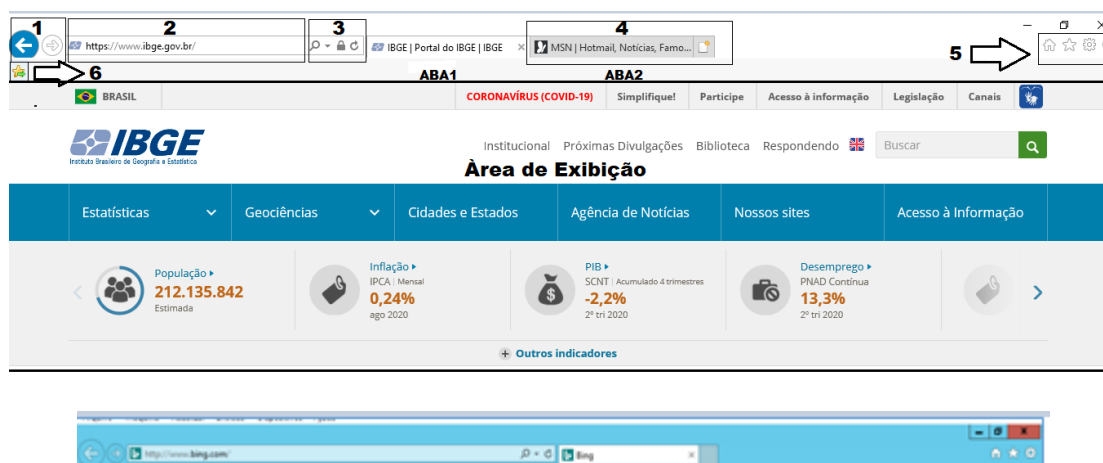 1 2 3 4
https://www.ibge.gov.br/
IBGE | Portal do IBGE | IBGE
MSN | Hotmail, Notícias, Famo...
5
6
ABA1 ABA2
BRASIL
CORONAVÍRUS (COVID-19) Simplifique! Participe Acesso à informação Legislação Canais
IBGE
Instituto Brasileiro de Geografia e Estatística
Institucional Próximas Divulgações Biblioteca Respondendo Buscar
Àrea de Exibição
Estatísticas Geociências Cidades e Estados Agência de Notícias Nossos sites Acesso à Informação
População
212.135.842
Estimada
Inflação
IPCA | Mensal
0,24%
ago 2020
PIB
SCNT | Acumulado 4 trimestres
-2,2%
2º tri 2020
Desemprego
PNAD Contínua
13,3%
2º tri 2020
Outros indicadores
http://www.bing.com/
Bing